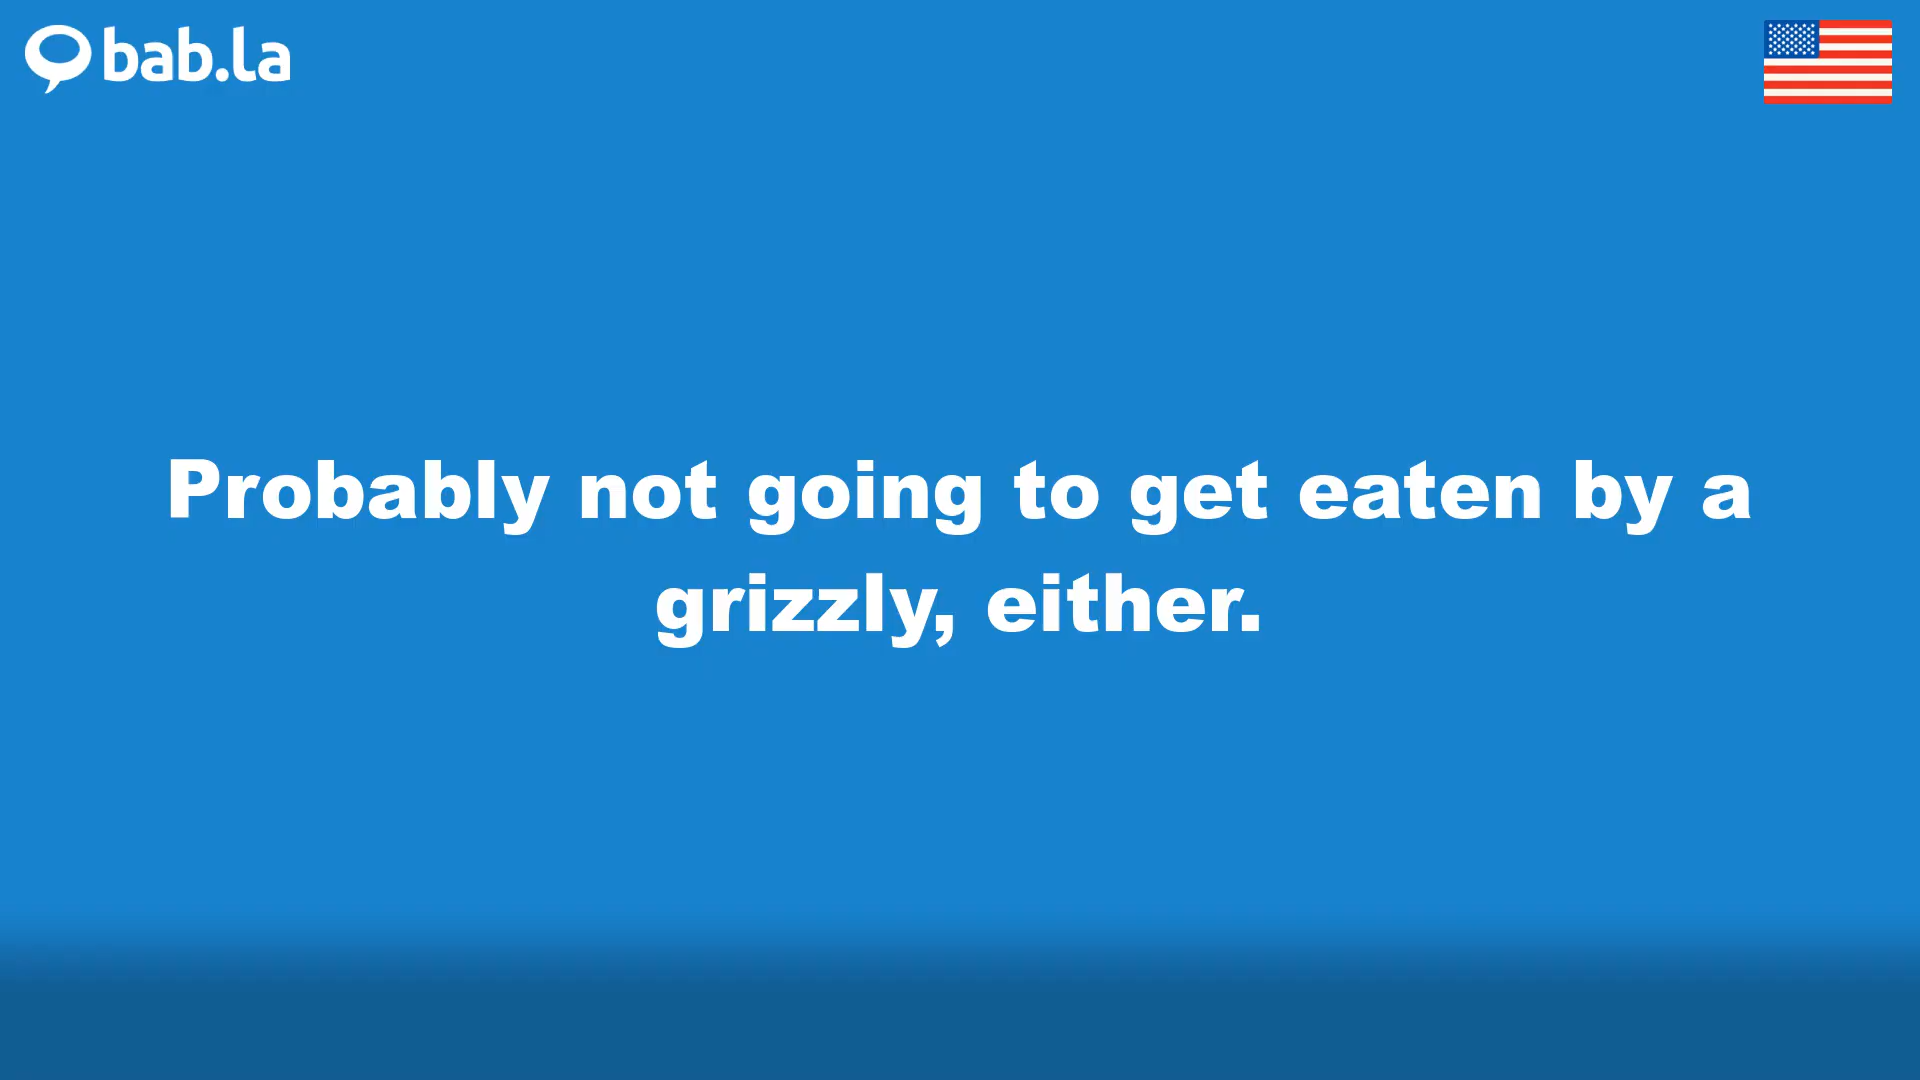 bab.la
Probably not going to get eaten by a
grizzly, either.